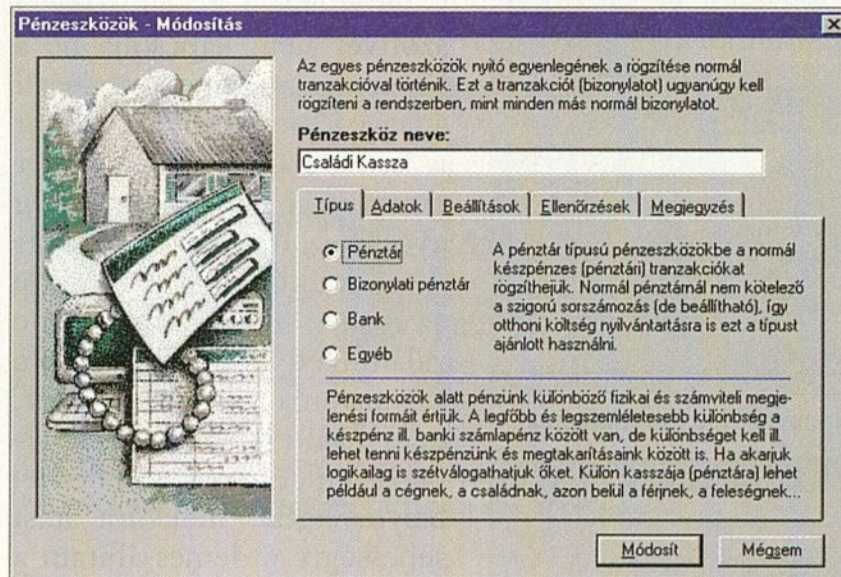 Pénzeszközök - Módosítás
Az egyes pénzeszközök nyitó egyenlegének a rögzítése normál
tranzakcióval történik. Ezt a tranzakciót (bizonylatot) ugyanúgy kell
rögzíteni a rendszerben, mint minden más normál bizonylatot.
Pénzeszköz neve:
Családi Kassza
Típus
Adatok
Beállítások
Ellenőrzések
Megjegyzés
Pénztár
Bizonylati pénztár
Bank
Egyéb
A pénztár típusú pénzeszközökbe a normál
készpénzes (pénztári) tranzakciókat
rögzíthejük. Normál pénztárnál nem kötelező
a szigorú sorszámozás (de beállítható), így
otthoni költség nyilvántartásra is ezt a típust
ajánlott használni.
Pénzeszközök alatt pénzünk különböző fizikai és számviteli megje-
lenési formáit értjük. A legfőbb és legszemléletesebb különbség a
készpénz ill. banki számlapénz között van, de különbséget kell ill.
lehet tenni készpénzünk és megtakarításaink között is. Ha akarjuk
logikailag is szétválogathatjuk őket. Külön kasszája (pénztára) lehet
például a cégnek, a családnak, azon belül a férjnek, a feleségnek...
Módosít
Mégsem